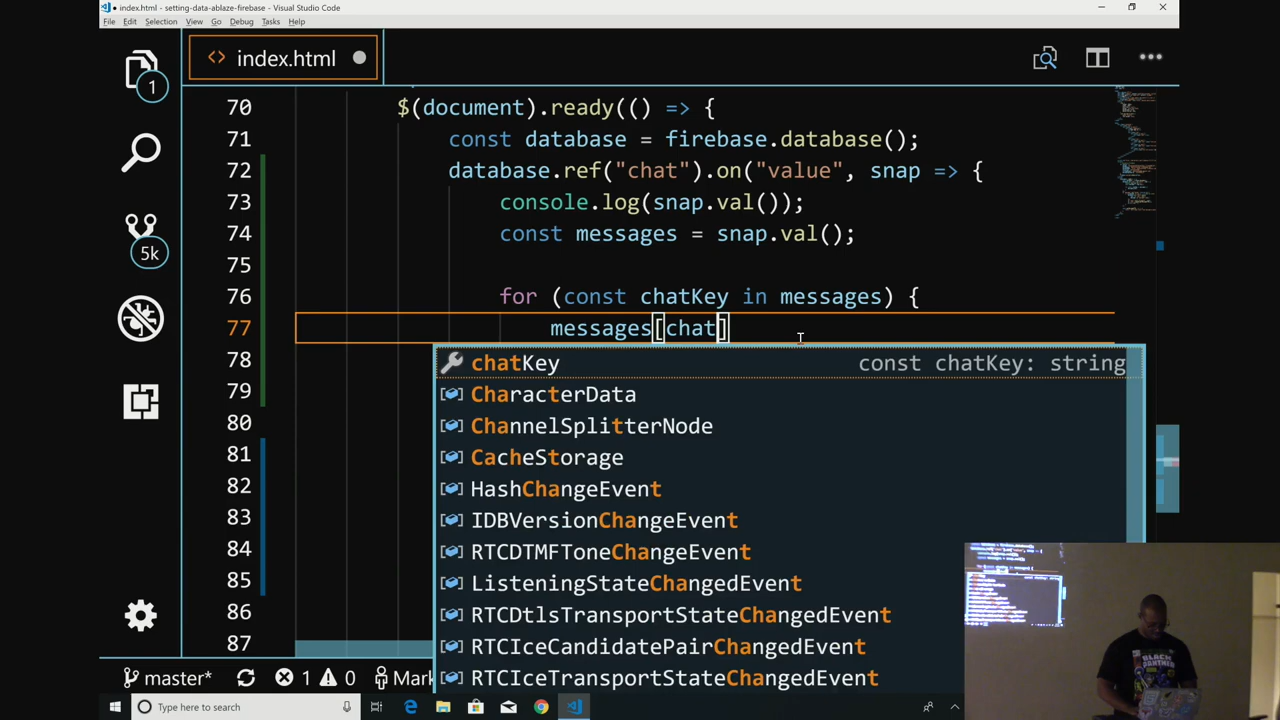 index.html - setting-data-ablaze-firebase - Visual Studio Code
File Edit Selection View Go Debug Tasks Help
index.html
1
5k
70 $(document).ready(() => {
71 const database = firebase.database();
72 database.ref("chat").on("value", snap => {
73 console.log(snap.val());
74 const messages = snap.val();
75
76 for (const chatKey in messages) {
77 messages[chat]
78 chatKey const chatKey: string
79 CharacterData
80 ChannelSplitterNode
81 CacheStorage
82 HashChangeEvent
83 IDBVersionChangeEvent
84 RTCDTMFToneChangeEvent
85 ListeningStateChangedEvent
86 RTCDtlsTransportStateChangedEvent
87 RTCIceCandidatePairChangedEvent
RTCIceTransportStateChangedEvent
master* 1 0 Mark
Type here to search